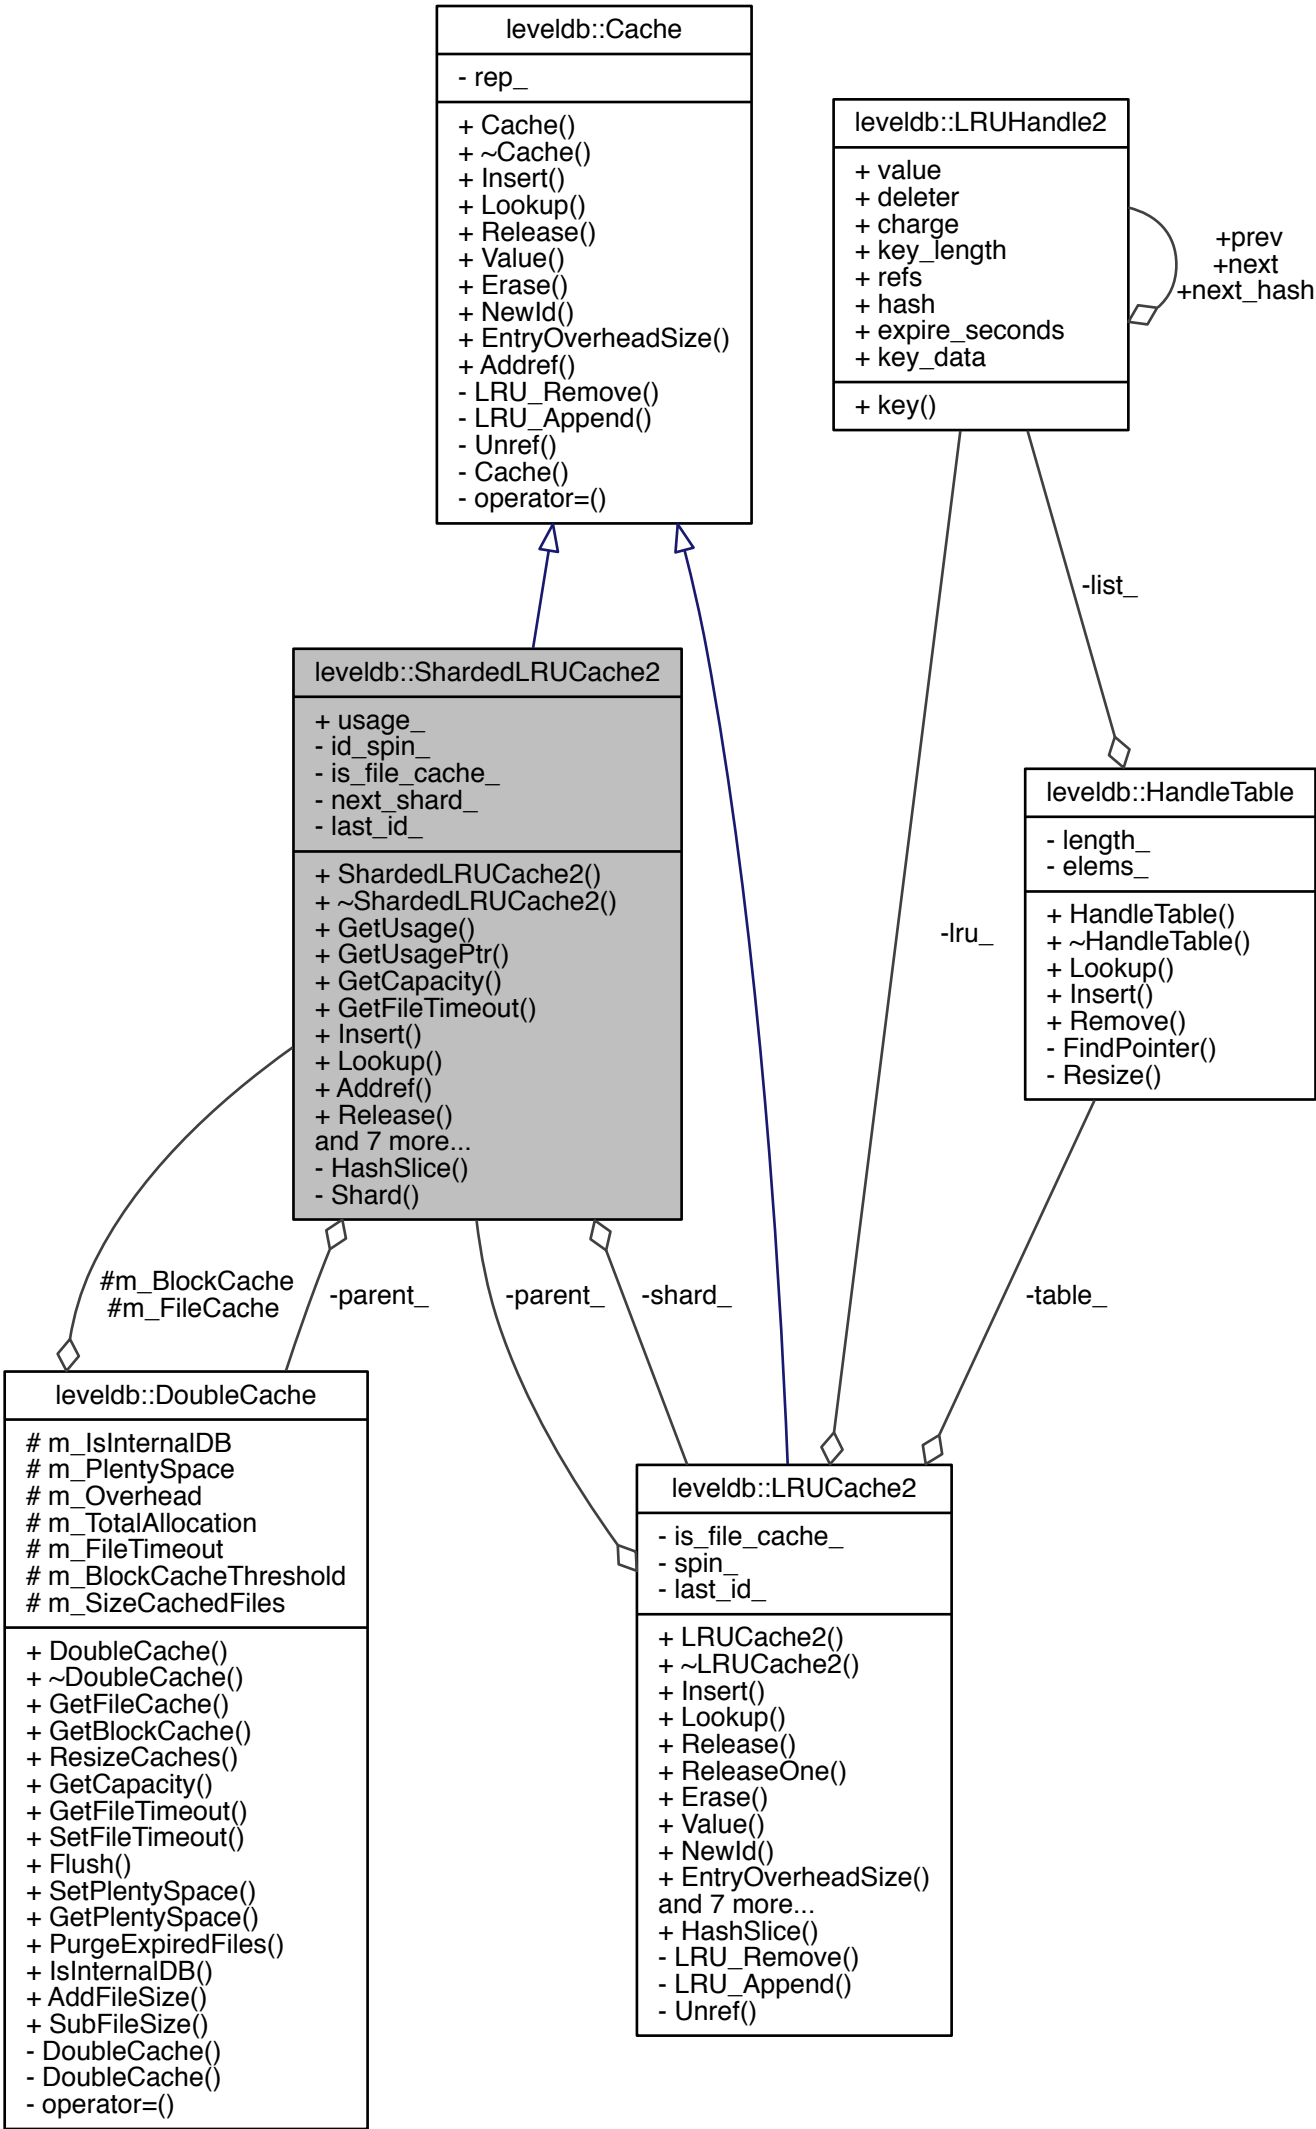 leveldb::Cache
- rep_
+ Cache()
+ ~Cache()
+ Insert()
+ Lookup()
+ Release()
+ Value()
+ Erase()
+ NewId()
+ EntryOverheadSize()
+ Addref()
- LRU_Remove()
- LRU_Append()
- Unref()
- Cache()
- operator=()
leveldb::LRUHandle2
+ value
+ deleter
+ charge
+ key_length
+ refs
+ hash
+ expire_seconds
+ key_data
+ key()
+prev
+next
+next_hash
-list_
leveldb::ShardedLRUCache2
+ usage_
- id_spin_
- is_file_cache_
- next_shard_
- last_id_
+ ShardedLRUCache2()
+ ~ShardedLRUCache2()
+ GetUsage()
+ GetUsagePtr()
+ GetCapacity()
+ GetFileTimeout()
+ Insert()
+ Lookup()
+ Addref()
+ Release()
and 7 more...
- HashSlice()
- Shard()
-lru_
leveldb::HandleTable
- length_
- elems_
+ HandleTable()
+ ~HandleTable()
+ Lookup()
+ Insert()
+ Remove()
- FindPointer()
- Resize()
#m_BlockCache
#m_FileCache
-parent_
-parent_
-shard_
-table_
leveldb::DoubleCache
# m_IsInternalDB
# m_PlentySpace
# m_Overhead
# m_TotalAllocation
# m_FileTimeout
# m_BlockCacheThreshold
# m_SizeCachedFiles
+ DoubleCache()
+ ~DoubleCache()
+ GetFileCache()
+ GetBlockCache()
+ ResizeCaches()
+ GetCapacity()
+ GetFileTimeout()
+ SetFileTimeout()
+ Flush()
+ SetPlentySpace()
+ GetPlentySpace()
+ PurgeExpiredFiles()
+ IsInternalDB()
+ AddFileSize()
+ SubFileSize()
- DoubleCache()
- DoubleCache()
- operator=()
leveldb::LRUCache2
- is_file_cache_
- spin_
- last_id_
+ LRUCache2()
+ ~LRUCache2()
+ Insert()
+ Lookup()
+ Release()
+ ReleaseOne()
+ Erase()
+ Value()
+ NewId()
+ EntryOverheadSize()
and 7 more...
+ HashSlice()
- LRU_Remove()
- LRU_Append()
- Unref()